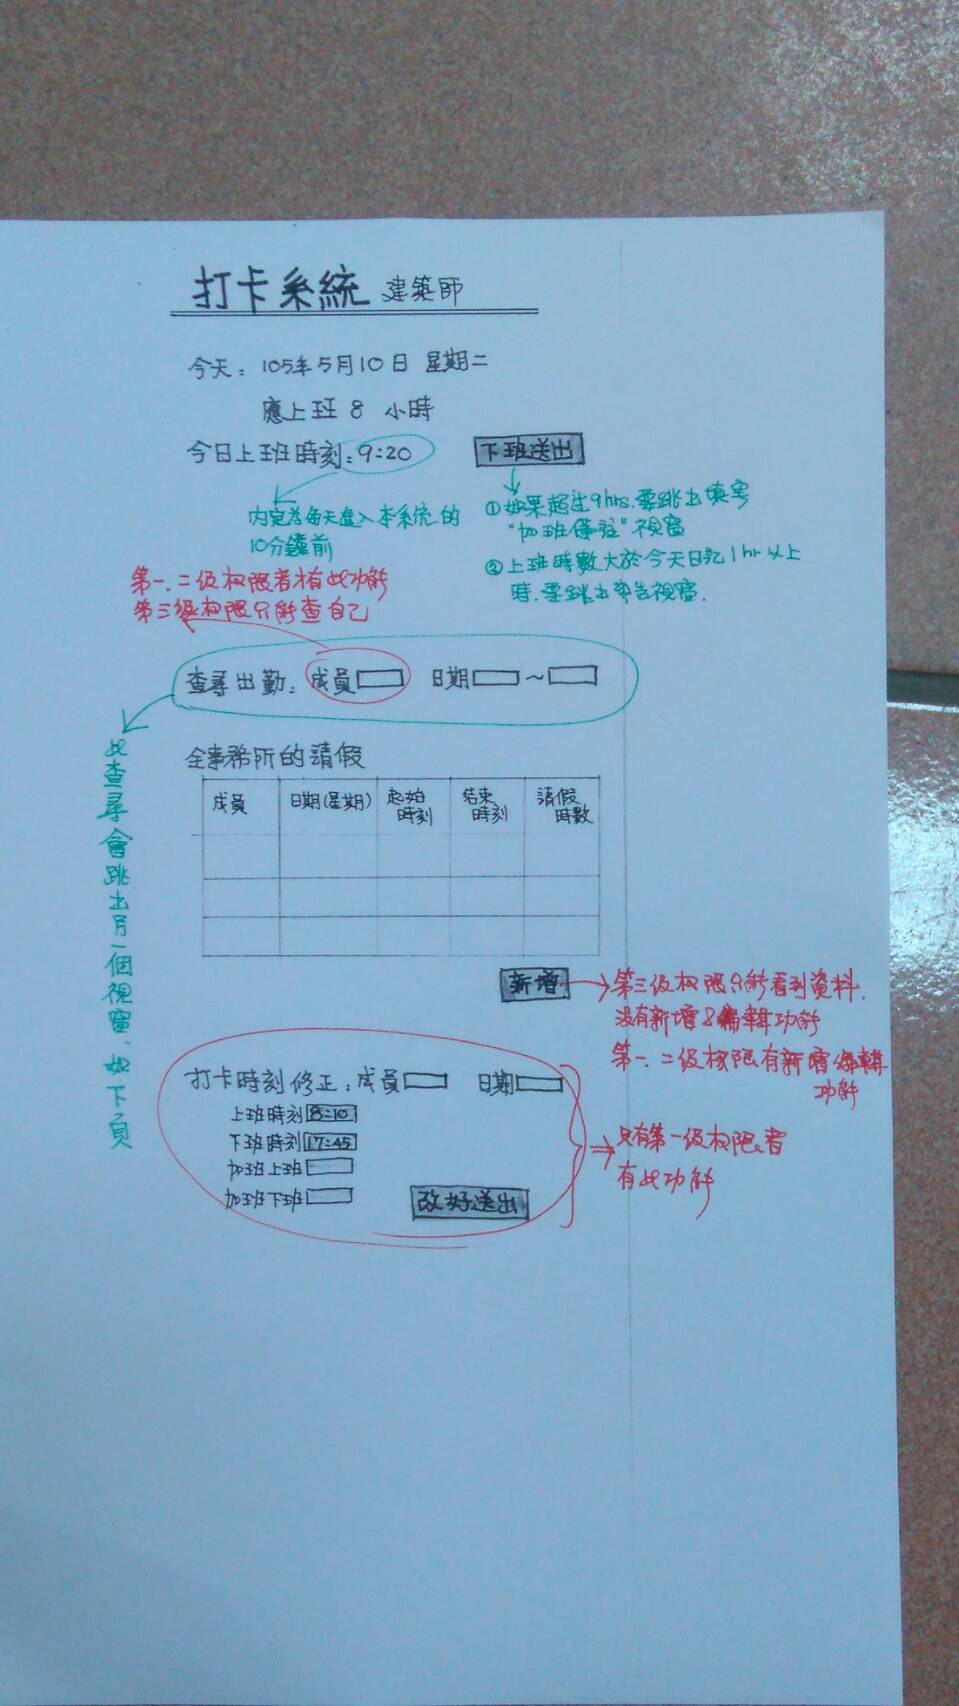 打卡系統 建築師
今天：105年5月10日 星期二
應上班 8 小時
今日上班時刻：9:20
下班送出
內定為每天進入本系統的
10分鐘前
①如果超過9hrs.要跳出填寫
"加班備註"視窗
②上班時數大於今天日記1hr以上
時.要跳出警告視窗.
第一.二級权限者才有此功能
第三級权限只能查自己
查尋出勤：成員 日期 ~
此查尋會跳出另一個視窗、如下頁
全事務所的請假
成員 日期(星期) 起始時刻 結束時刻 請假時數
新增
第三级权限只能看到資料.
沒有新增&編輯功能
第一.二级权限有新增編輯
功能
打卡時刻修正：成員 日期
上班時刻 8:10
下班時刻 17:45
加班上班
加班下班
改好送出
只有第一级权限者
有此功能